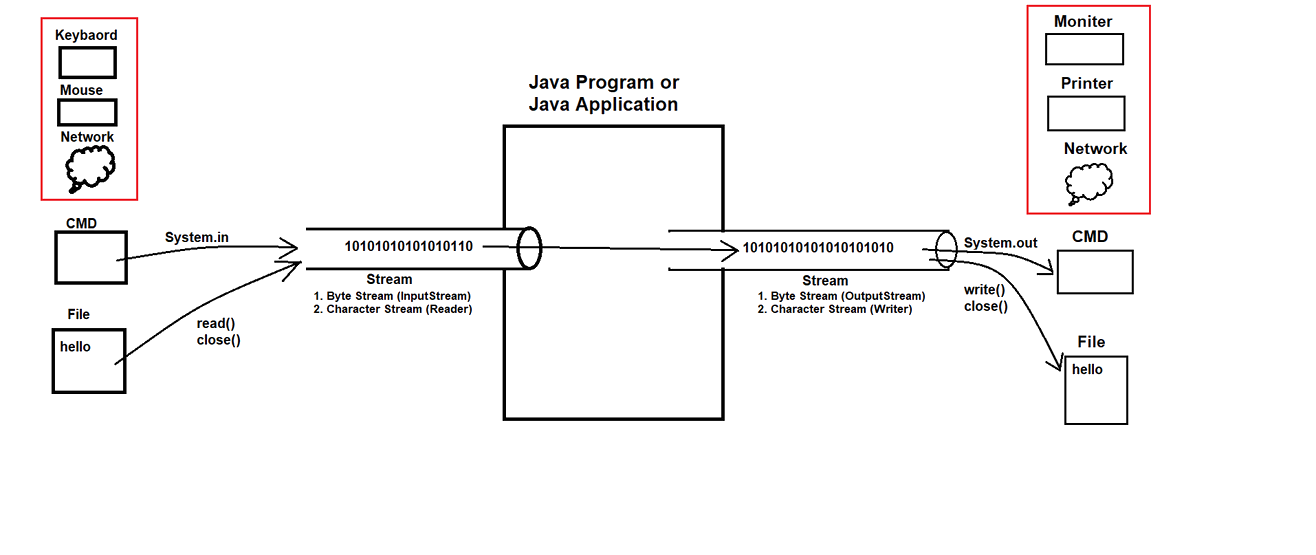 Keybaord
Mouse
Network
CMD
System.in
File
hello
read()
close()
10101010101010110
Stream
1. Byte Stream (InputStream)
2. Character Stream (Reader)
Java Program or
Java Application
10101010101010101010
Stream
1. Byte Stream (OutputStream)
2. Character Stream (Writer)
System.out
write()
close()
Moniter
Printer
Network
CMD
File
hello